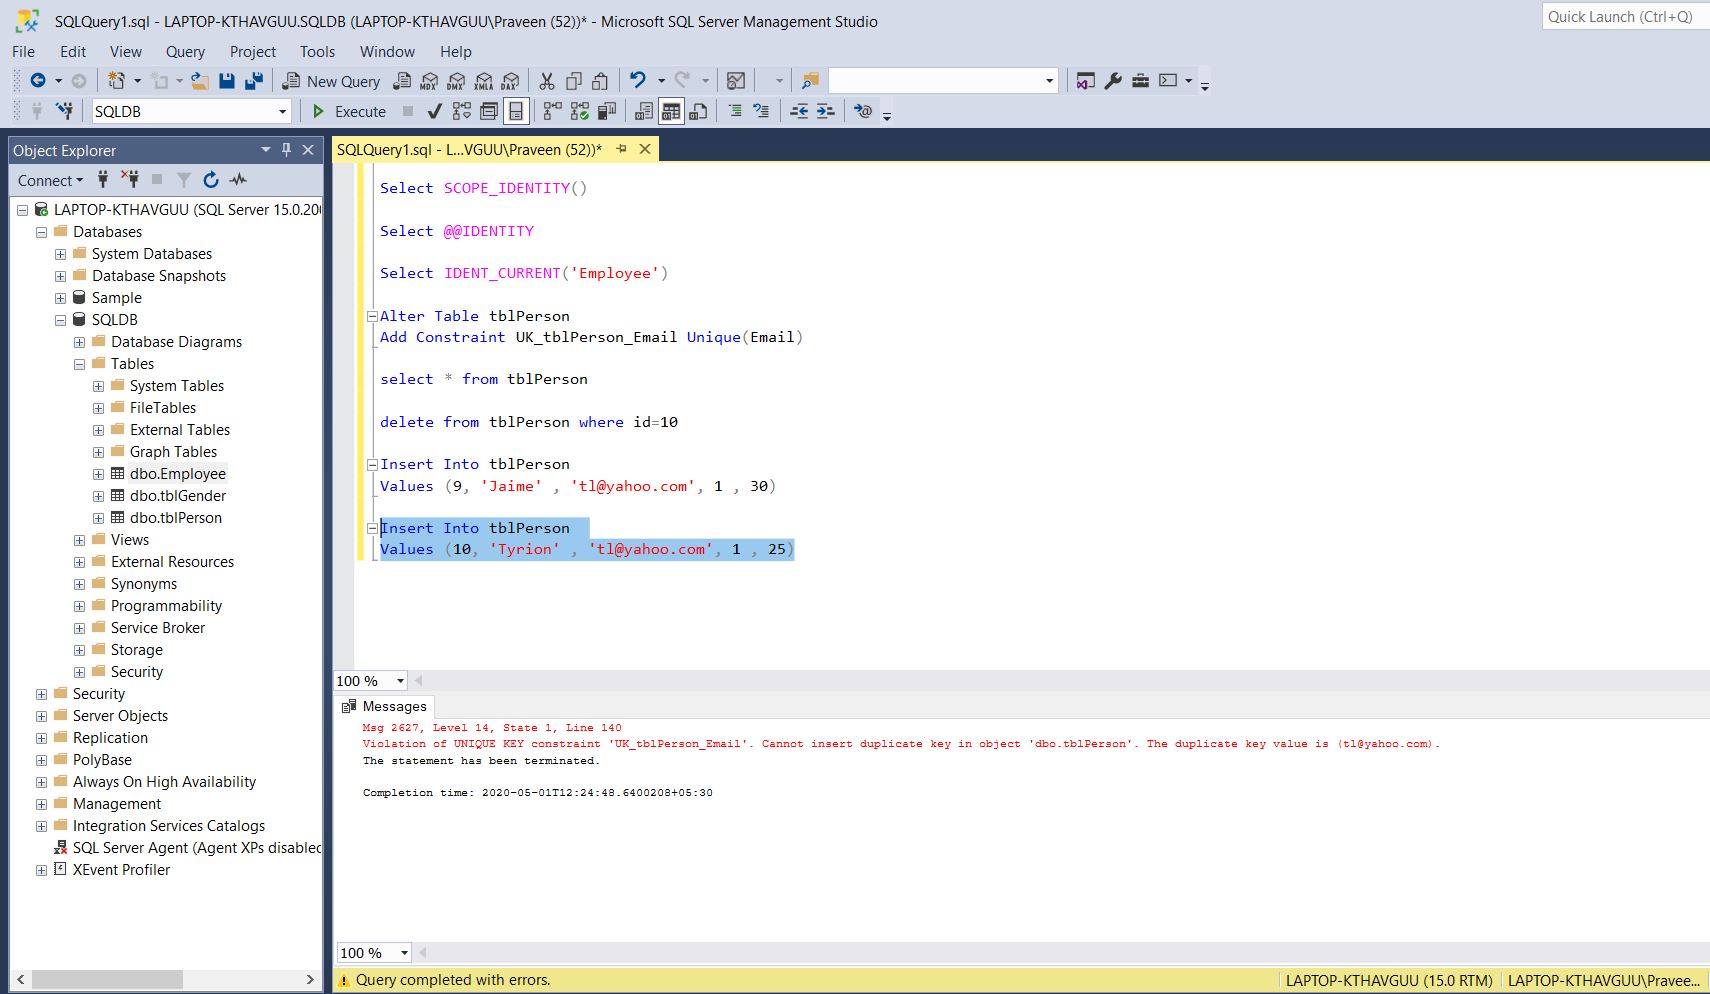 SQLQuery1.sql - LAPTOP-KTHAVGUU.SQLDB (LAPTOP-KTHAVGUU\Praveen (52))* - Microsoft SQL Server Management Studio
Quick Launch (Ctrl+Q)
File Edit View Query Project Tools Window Help
New Query MDX DMX XMLA DAX
SQLDB Execute
Object Explorer
Connect
LAPTOP-KTHAVGUU (SQL Server 15.0.200
Databases
System Databases
Database Snapshots
Sample
SQLDB
Database Diagrams
Tables
System Tables
FileTables
External Tables
Graph Tables
dbo.Employee
dbo.tblGender
dbo.tblPerson
Views
External Resources
Synonyms
Programmability
Service Broker
Storage
Security
Security
Server Objects
Replication
PolyBase
Always On High Availability
Management
Integration Services Catalogs
SQL Server Agent (Agent XPs disabled
XEvent Profiler
SQLQuery1.sql - L...VGUU\Praveen (52))*
Select SCOPE_IDENTITY()
Select @@IDENTITY
Select IDENT_CURRENT('Employee')
Alter Table tblPerson
Add Constraint UK_tblPerson_Email Unique(Email)
select * from tblPerson
delete from tblPerson where id=10
Insert Into tblPerson
Values (9, 'Jaime' , 'tl@yahoo.com', 1 , 30)
Insert Into tblPerson
Values (10, 'Tyrion' , 'tl@yahoo.com', 1 , 25)
100 %
Messages
Msg 2627, Level 14, State 1, Line 140
Violation of UNIQUE KEY constraint 'UK_tblPerson_Email'. Cannot insert duplicate key in object 'dbo.tblPerson'. The duplicate key value is (tl@yahoo.com).
The statement has been terminated.
Completion time: 2020-05-01T12:24:48.6400208+05:30
100 %
Query completed with errors.
LAPTOP-KTHAVGUU (15.0 RTM)
LAPTOP-KTHAVGUU\Pravee...